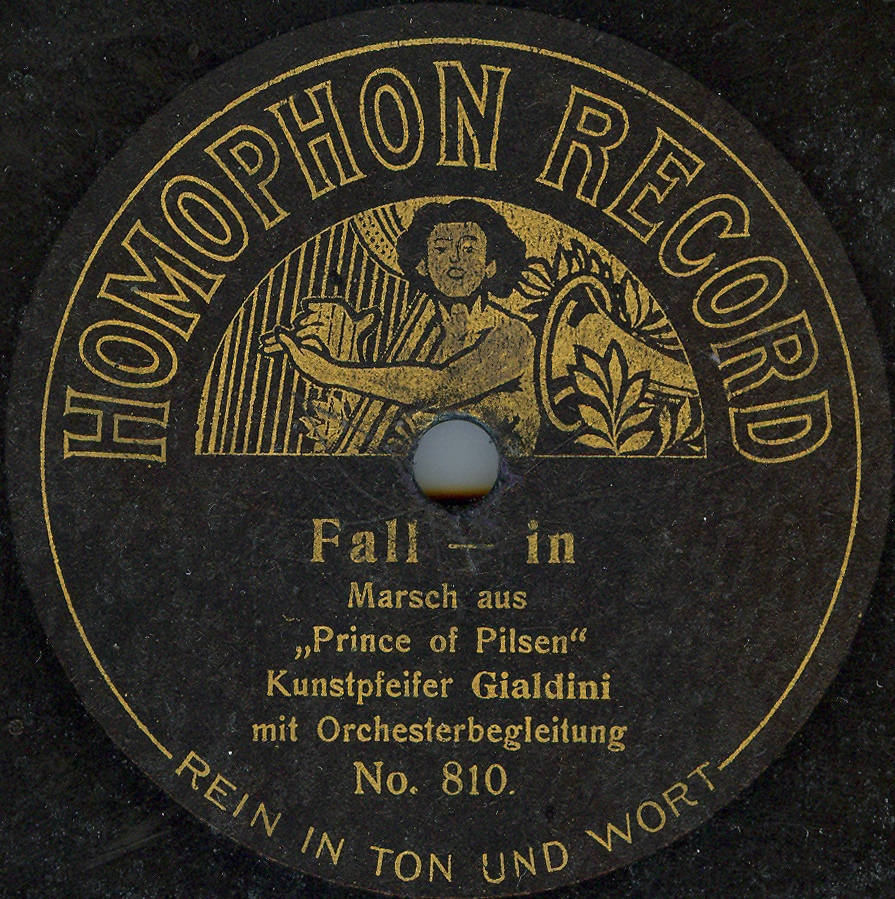 HOMOPHON RECORD
Fall — in
Marsch aus
„Prince of Pilsen“
Kunstpfeifer Gialdini
mit Orchesterbegleitung
No. 810.
REIN IN TON UND WORT